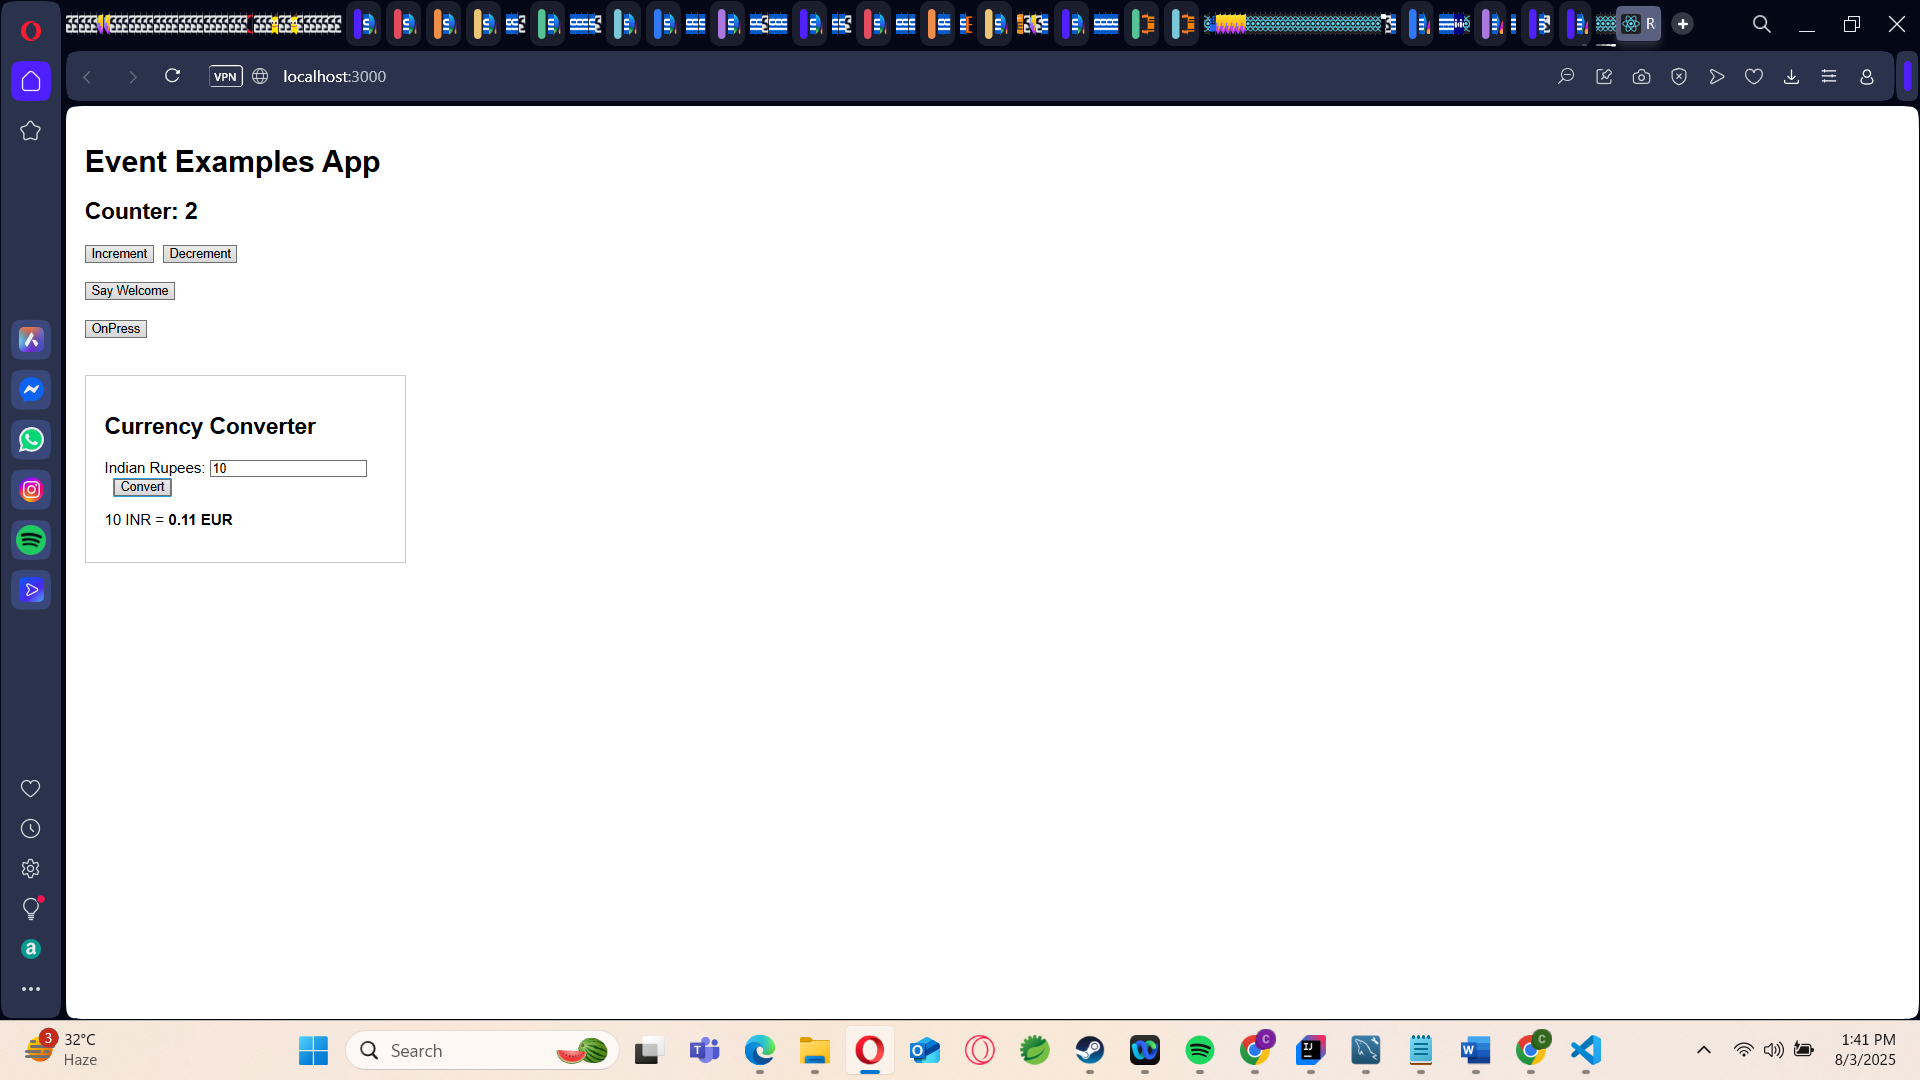 R
VPN
localhost:3000
Event Examples App
Counter: 2
Increment Decrement
Say Welcome
OnPress
Currency Converter
Indian Rupees: 10
Convert
10 INR = 0.11 EUR
3
32°C
Haze
Search
1:41 PM
8/3/2025